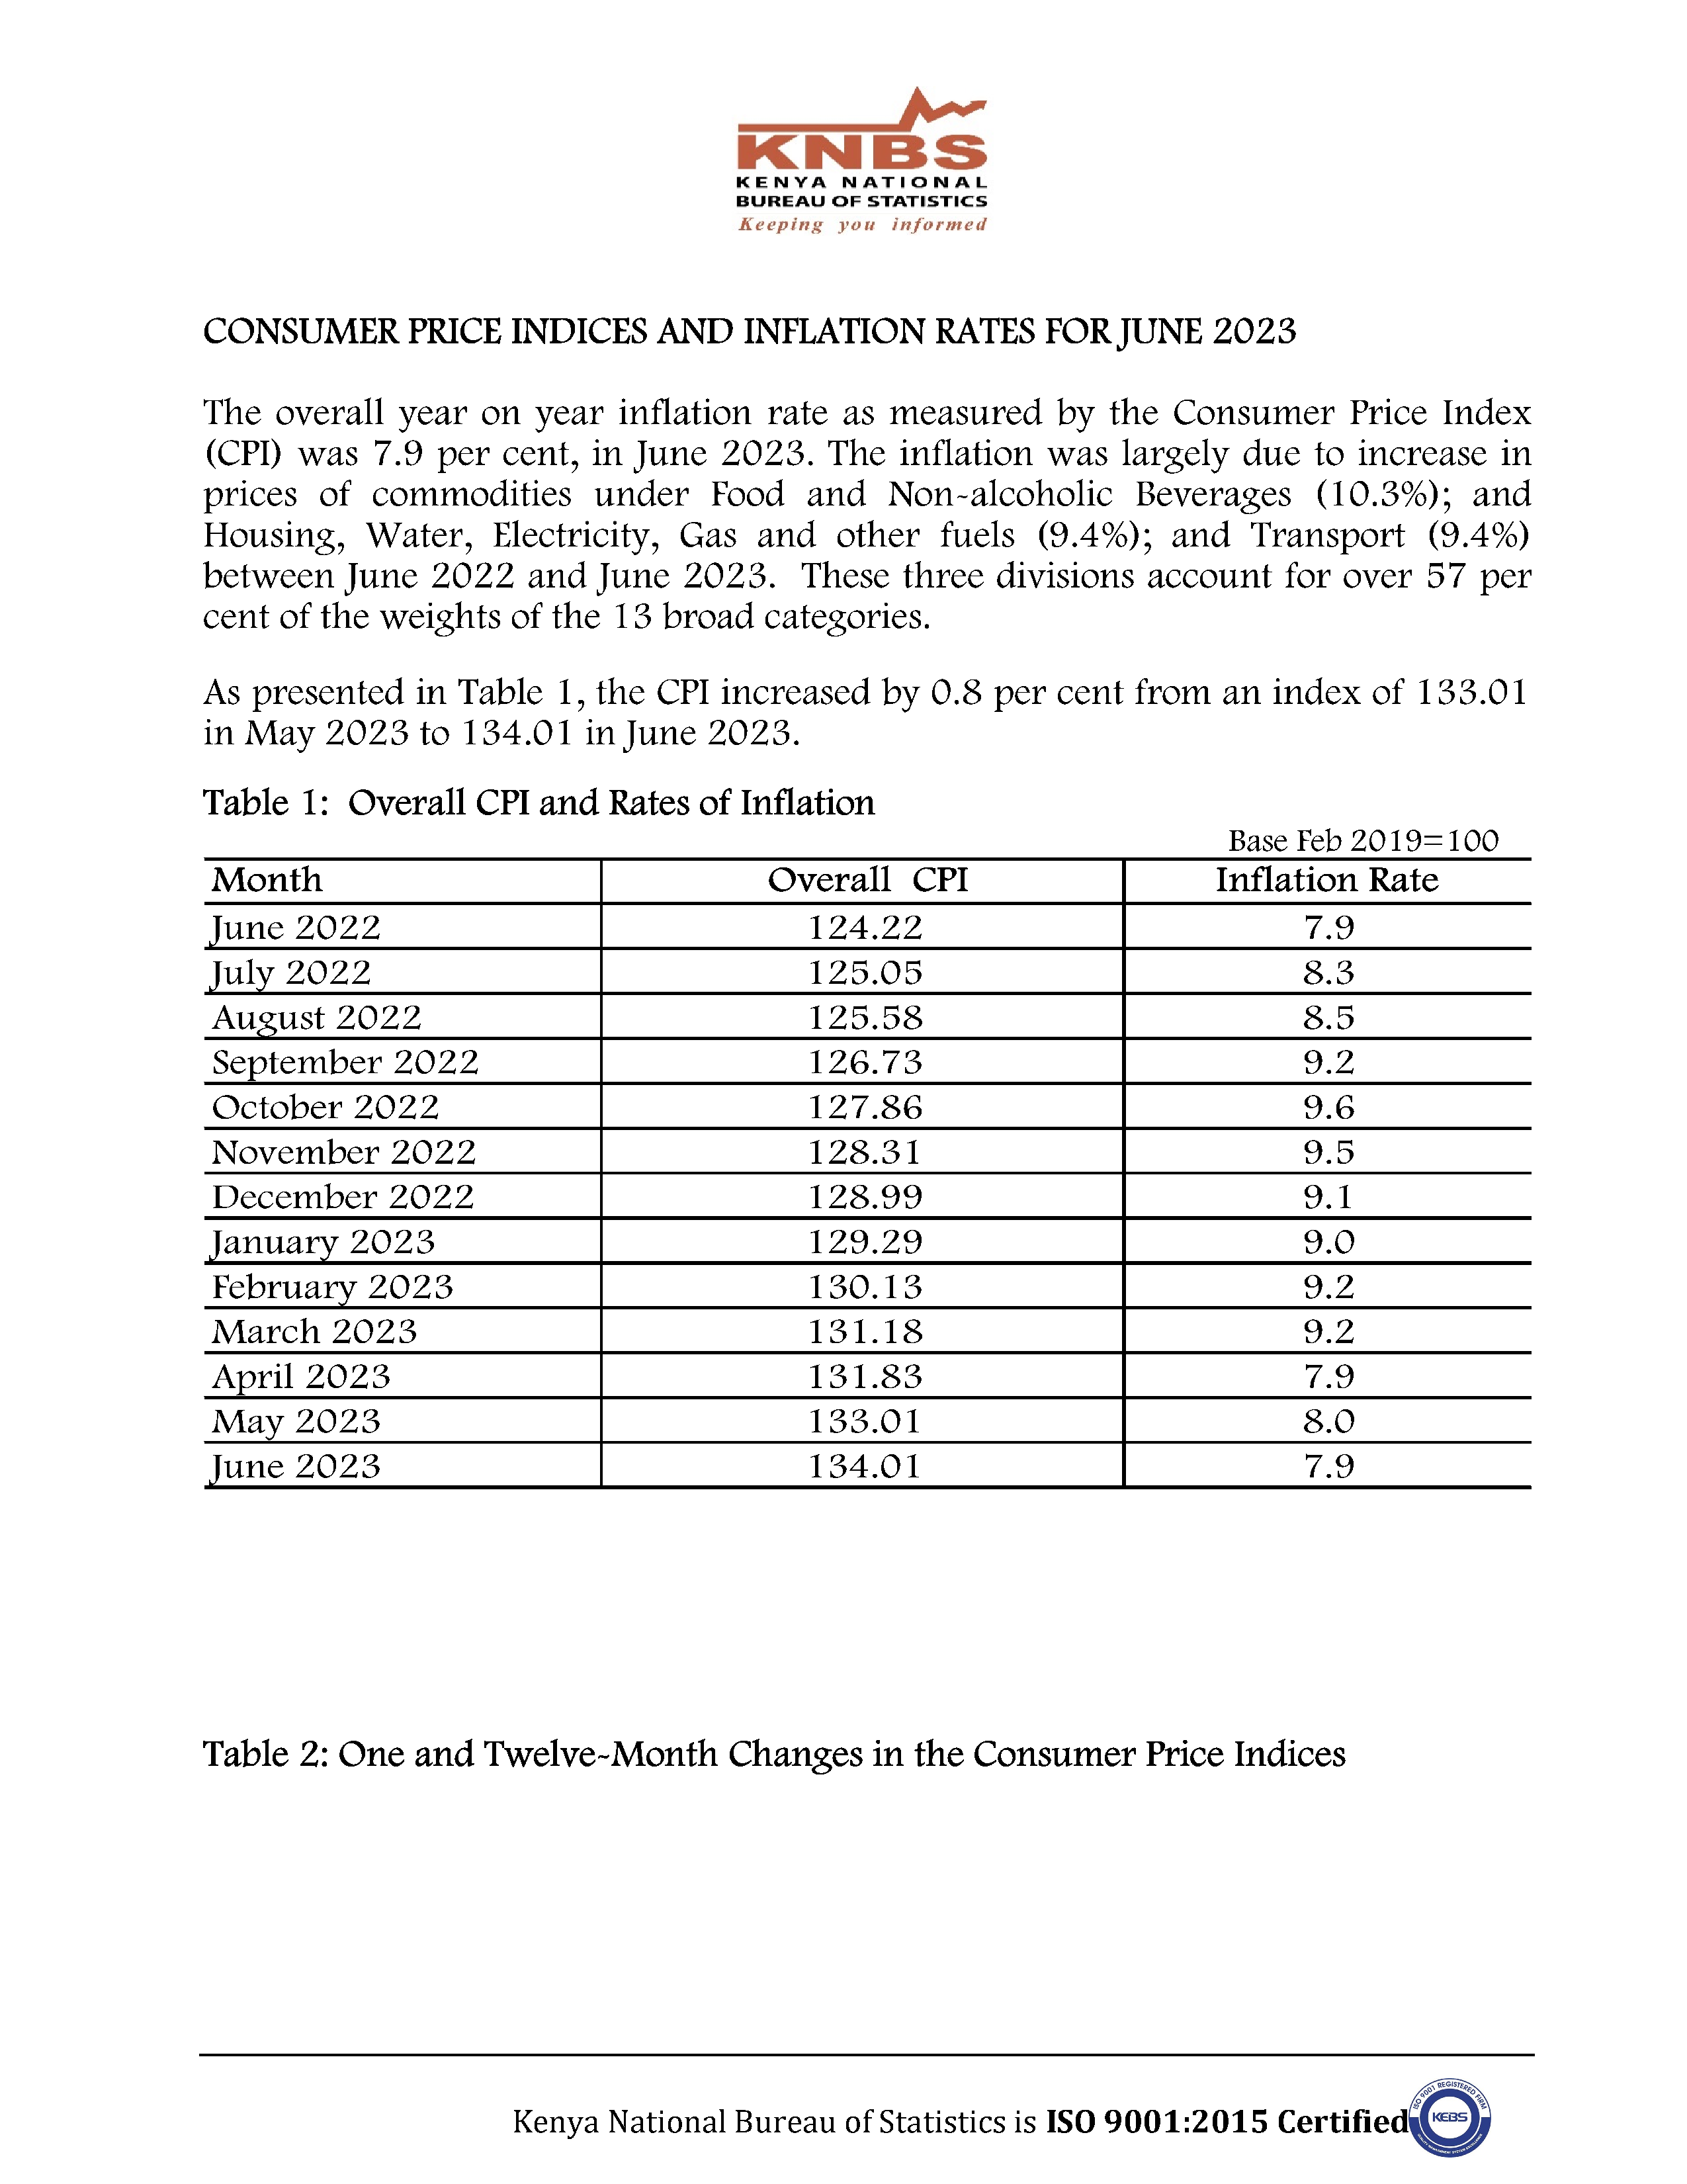 KNBS
KENYA NATIONAL
BUREAU OF STATISTICS
Keeping you informed
CONSUMER PRICE INDICES AND INFLATION RATES FOR JUNE 2023
The overall year on year inflation rate as measured by the Consumer Price Index
(CPI) was 7.9 per cent, in June 2023. The inflation was largely due to increase in
prices of commodities under Food and Non-alcoholic Beverages (10.3%); and
Housing, Water, Electricity, Gas and other fuels (9.4%); and Transport (9.4%)
between June 2022 and June 2023. These three divisions account for over 57 per
cent of the weights of the 13 broad categories.
As presented in Table 1, the CPI increased by 0.8 per cent from an index of 133.01
in May 2023 to 134.01 in June 2023.
Table 1: Overall CPI and Rates of Inflation
Base Feb 2019=100
Month Overall CPI Inflation Rate
June 2022 124.22 7.9
July 2022 125.05 8.3
August 2022 125.58 8.5
September 2022 126.73 9.2
October 2022 127.86 9.6
November 2022 128.31 9.5
December 2022 128.99 9.1
January 2023 129.29 9.0
February 2023 130.13 9.2
March 2023 131.18 9.2
April 2023 131.83 7.9
May 2023 133.01 8.0
June 2023 134.01 7.9
Table 2: One and Twelve-Month Changes in the Consumer Price Indices
Kenya National Bureau of Statistics is ISO 9001:2015 Certified
ISO 9001 REGISTERED FIRM
KEBS